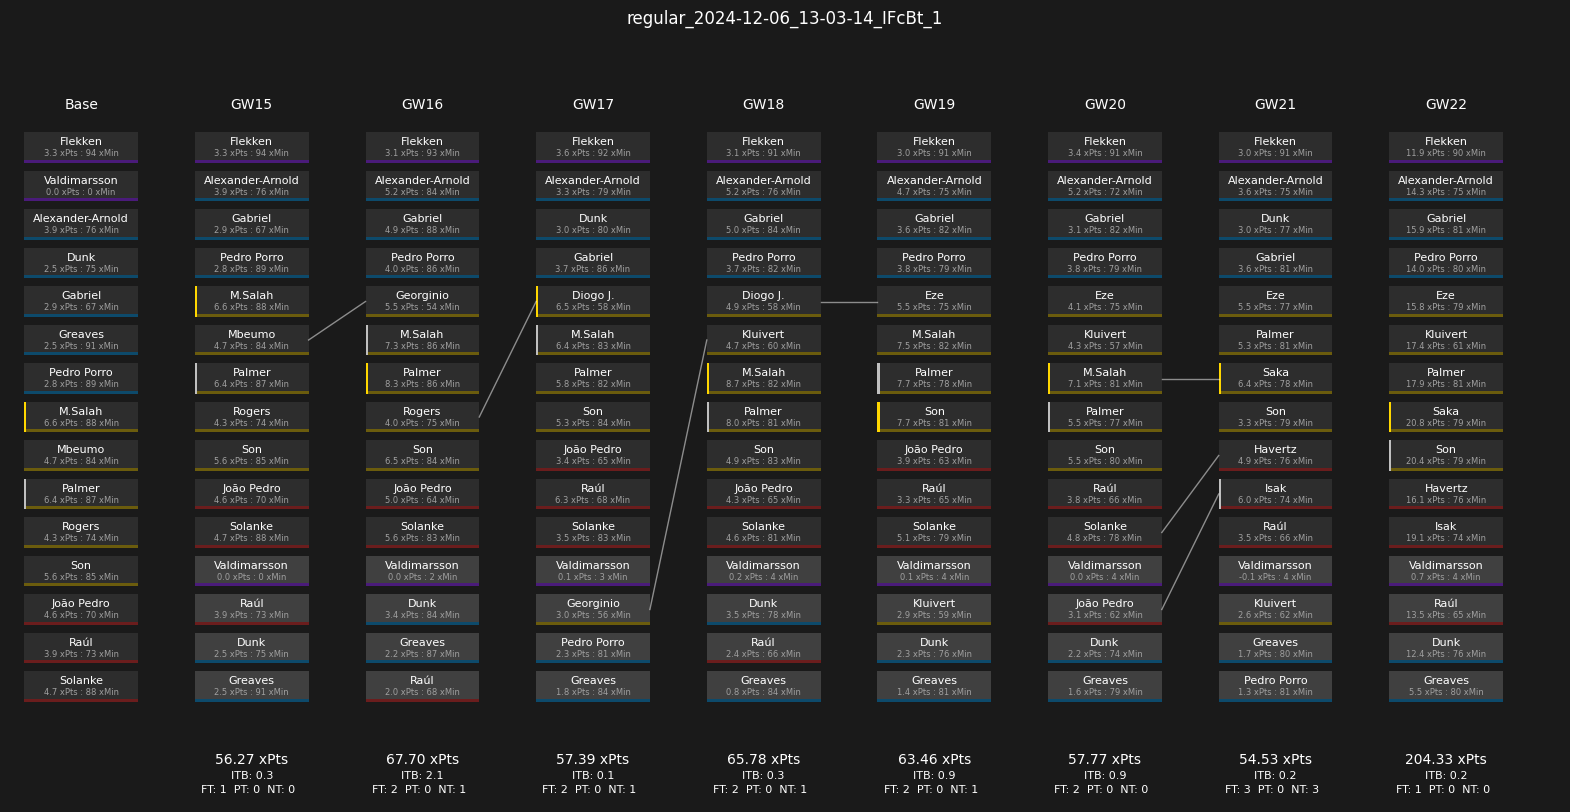 regular_2024-12-06_13-03-14_IFcBt_1
Base
Flekken
3.3 xPts : 94 xMin
Valdimarsson
0.0 xPts : 0 xMin
Alexander-Arnold
3.9 xPts : 76 xMin
Dunk
2.5 xPts : 75 xMin
Gabriel
2.9 xPts : 67 xMin
Greaves
2.5 xPts : 91 xMin
Pedro Porro
2.8 xPts : 89 xMin
M.Salah
6.6 xPts : 88 xMin
Mbeumo
4.7 xPts : 84 xMin
Palmer
6.4 xPts : 87 xMin
Rogers
4.3 xPts : 74 xMin
Son
5.6 xPts : 85 xMin
João Pedro
4.6 xPts : 70 xMin
Raúl
3.9 xPts : 73 xMin
Solanke
4.7 xPts : 88 xMin
GW15
Flekken
3.3 xPts : 94 xMin
Alexander-Arnold
3.9 xPts : 76 xMin
Gabriel
2.9 xPts : 67 xMin
Pedro Porro
2.8 xPts : 89 xMin
M.Salah
6.6 xPts : 88 xMin
Mbeumo
4.7 xPts : 84 xMin
Palmer
6.4 xPts : 87 xMin
Rogers
4.3 xPts : 74 xMin
Son
5.6 xPts : 85 xMin
João Pedro
4.6 xPts : 70 xMin
Solanke
4.7 xPts : 88 xMin
Valdimarsson
0.0 xPts : 0 xMin
Raúl
3.9 xPts : 73 xMin
Dunk
2.5 xPts : 75 xMin
Greaves
2.5 xPts : 91 xMin
56.27 xPts
ITB: 0.3
FT: 1 PT: 0 NT: 0
GW16
Flekken
3.1 xPts : 93 xMin
Alexander-Arnold
5.2 xPts : 84 xMin
Gabriel
4.9 xPts : 88 xMin
Pedro Porro
4.0 xPts : 86 xMin
Georginio
5.5 xPts : 54 xMin
M.Salah
7.3 xPts : 86 xMin
Palmer
8.3 xPts : 86 xMin
Rogers
4.0 xPts : 75 xMin
Son
6.5 xPts : 84 xMin
João Pedro
5.0 xPts : 64 xMin
Solanke
5.6 xPts : 83 xMin
Valdimarsson
0.0 xPts : 2 xMin
Dunk
3.4 xPts : 84 xMin
Greaves
2.2 xPts : 87 xMin
Raúl
2.0 xPts : 68 xMin
67.70 xPts
ITB: 2.1
FT: 2 PT: 0 NT: 1
GW17
Flekken
3.6 xPts : 92 xMin
Alexander-Arnold
3.3 xPts : 79 xMin
Dunk
3.0 xPts : 80 xMin
Gabriel
3.7 xPts : 86 xMin
Diogo J.
6.5 xPts : 58 xMin
M.Salah
6.4 xPts : 83 xMin
Palmer
5.8 xPts : 82 xMin
Son
5.3 xPts : 84 xMin
João Pedro
3.4 xPts : 65 xMin
Raúl
6.3 xPts : 68 xMin
Solanke
3.5 xPts : 83 xMin
Valdimarsson
0.1 xPts : 3 xMin
Georginio
3.0 xPts : 56 xMin
Pedro Porro
2.3 xPts : 81 xMin
Greaves
1.8 xPts : 84 xMin
57.39 xPts
ITB: 0.1
FT: 2 PT: 0 NT: 1
GW18
Flekken
3.1 xPts : 91 xMin
Alexander-Arnold
5.2 xPts : 76 xMin
Gabriel
5.0 xPts : 84 xMin
Pedro Porro
3.7 xPts : 82 xMin
Diogo J.
4.9 xPts : 58 xMin
Kluivert
4.7 xPts : 60 xMin
M.Salah
8.7 xPts : 82 xMin
Palmer
8.0 xPts : 81 xMin
Son
4.9 xPts : 83 xMin
João Pedro
4.3 xPts : 65 xMin
Solanke
4.6 xPts : 81 xMin
Valdimarsson
0.2 xPts : 4 xMin
Dunk
3.5 xPts : 78 xMin
Raúl
2.4 xPts : 66 xMin
Greaves
0.8 xPts : 84 xMin
65.78 xPts
ITB: 0.3
FT: 2 PT: 0 NT: 1
GW19
Flekken
3.0 xPts : 91 xMin
Alexander-Arnold
4.7 xPts : 75 xMin
Gabriel
3.6 xPts : 82 xMin
Pedro Porro
3.8 xPts : 79 xMin
Eze
5.5 xPts : 75 xMin
M.Salah
7.5 xPts : 82 xMin
Palmer
7.7 xPts : 78 xMin
Son
7.7 xPts : 81 xMin
João Pedro
3.9 xPts : 63 xMin
Raúl
3.3 xPts : 65 xMin
Solanke
5.1 xPts : 79 xMin
Valdimarsson
0.1 xPts : 4 xMin
Kluivert
2.9 xPts : 59 xMin
Dunk
2.3 xPts : 76 xMin
Greaves
1.4 xPts : 81 xMin
63.46 xPts
ITB: 0.9
FT: 2 PT: 0 NT: 1
GW20
Flekken
3.4 xPts : 91 xMin
Alexander-Arnold
5.2 xPts : 72 xMin
Gabriel
3.1 xPts : 82 xMin
Pedro Porro
3.8 xPts : 79 xMin
Eze
4.1 xPts : 75 xMin
Kluivert
4.3 xPts : 57 xMin
M.Salah
7.1 xPts : 81 xMin
Palmer
5.5 xPts : 77 xMin
Son
5.5 xPts : 80 xMin
Raúl
3.8 xPts : 66 xMin
Solanke
4.8 xPts : 78 xMin
Valdimarsson
0.0 xPts : 4 xMin
João Pedro
3.1 xPts : 62 xMin
Dunk
2.2 xPts : 74 xMin
Greaves
1.6 xPts : 79 xMin
57.77 xPts
ITB: 0.9
FT: 2 PT: 0 NT: 0
GW21
Flekken
3.0 xPts : 91 xMin
Alexander-Arnold
3.6 xPts : 75 xMin
Dunk
3.0 xPts : 77 xMin
Gabriel
3.6 xPts : 81 xMin
Eze
5.5 xPts : 77 xMin
Palmer
5.3 xPts : 81 xMin
Saka
6.4 xPts : 78 xMin
Son
3.3 xPts : 79 xMin
Havertz
4.9 xPts : 76 xMin
Isak
6.0 xPts : 74 xMin
Raúl
3.5 xPts : 66 xMin
Valdimarsson
-0.1 xPts : 4 xMin
Kluivert
2.6 xPts : 62 xMin
Greaves
1.7 xPts : 80 xMin
Pedro Porro
1.3 xPts : 81 xMin
54.53 xPts
ITB: 0.2
FT: 3 PT: 0 NT: 3
GW22
Flekken
11.9 xPts : 90 xMin
Alexander-Arnold
14.3 xPts : 75 xMin
Gabriel
15.9 xPts : 81 xMin
Pedro Porro
14.0 xPts : 80 xMin
Eze
15.8 xPts : 79 xMin
Kluivert
17.4 xPts : 61 xMin
Palmer
17.9 xPts : 81 xMin
Saka
20.8 xPts : 79 xMin
Son
20.4 xPts : 79 xMin
Havertz
16.1 xPts : 76 xMin
Isak
19.1 xPts : 74 xMin
Valdimarsson
0.7 xPts : 4 xMin
Raúl
13.5 xPts : 65 xMin
Dunk
12.4 xPts : 76 xMin
Greaves
5.5 xPts : 80 xMin
204.33 xPts
ITB: 0.2
FT: 1 PT: 0 NT: 0